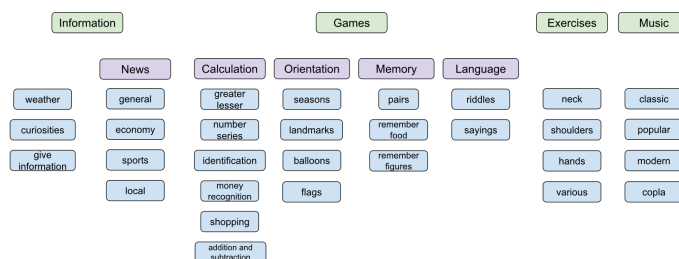 Information
Games
Exercises
Music
News
Calculation
Orientation
Memory
Language
weather
general
greater
lesser
seasons
pairs
riddles
neck
classic
curiosities
economy
number
series
landmarks
remember
food
sayings
shoulders
popular
give
information
sports
identification
balloons
remember
figures
hands
modern
local
money
recognition
flags
various
copla
shopping
addition and
subtraction